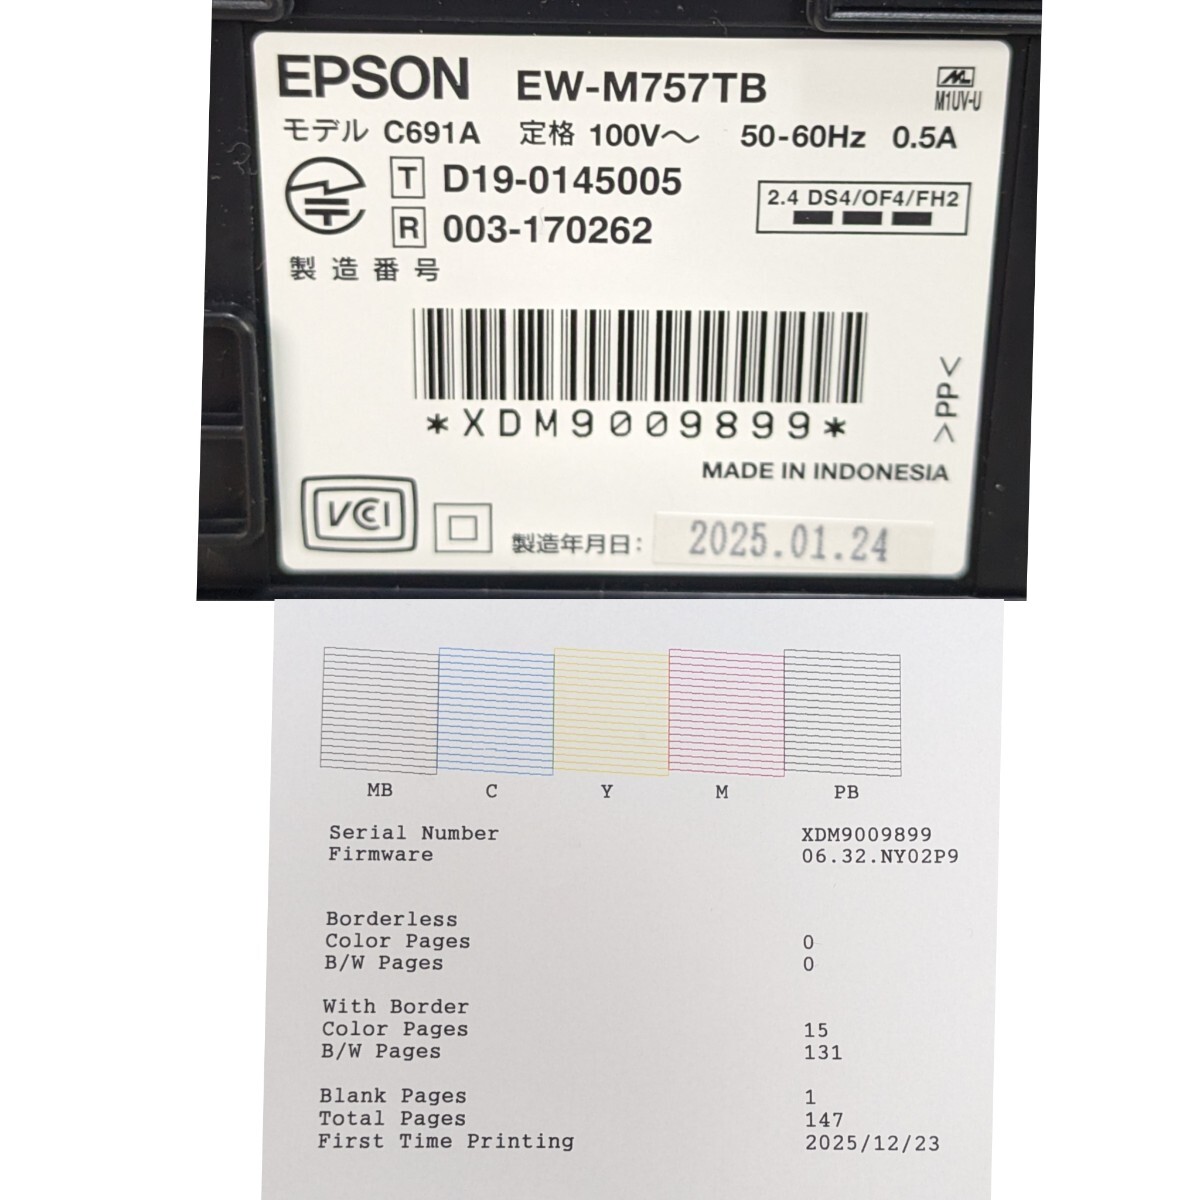 EPSON EW-M757TB
M1UV-U
モデル C691A 定格 100V～ 50-60Hz 0.5A
T D19-0145005
2.4 DS4/OF4/FH2
R 003-170262
製造番号
*XDM9009899*
>PP<
MADE IN INDONESIA
VCCI
製造年月日: 2025.01.24
MB C Y M PB
Serial Number XDM9009899
Firmware 06.32.NY02P9
Borderless
Color Pages 0
B/W Pages 0
With Border
Color Pages 15
B/W Pages 131
Blank Pages 1
Total Pages 147
First Time Printing 2025/12/23